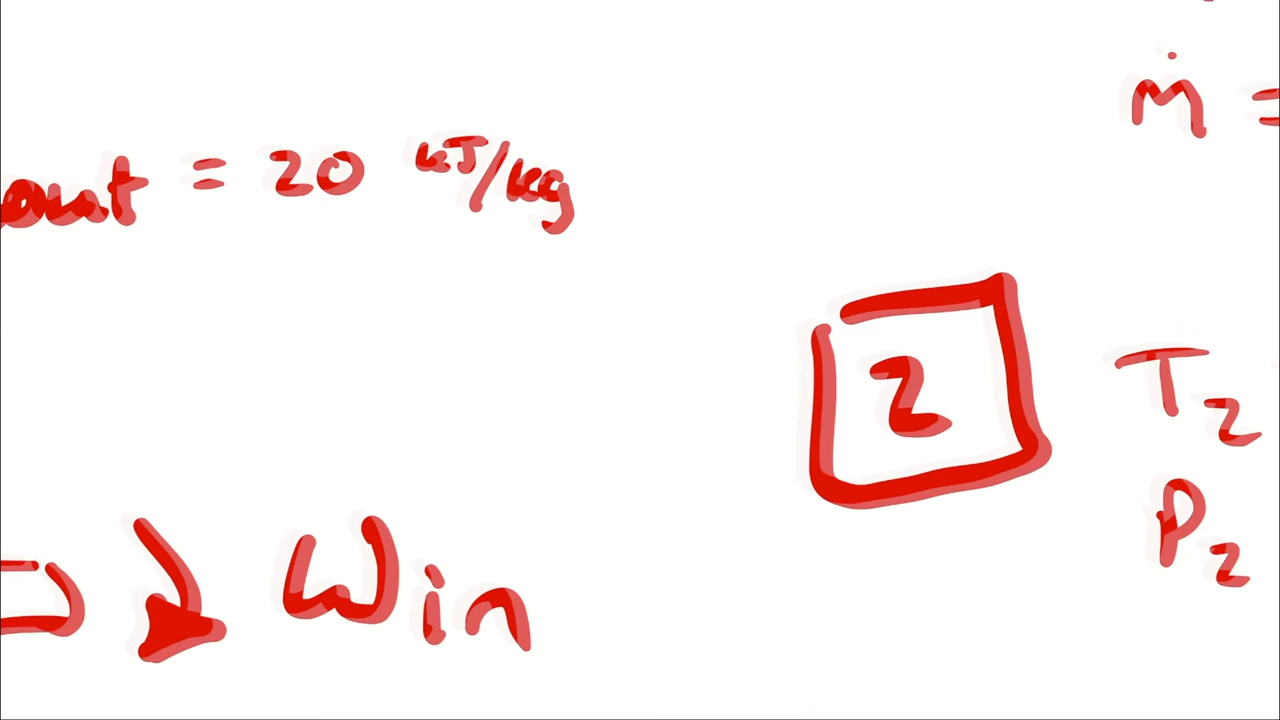 out = 20 kJ/kg
ṁ =
2
T2
P2
Win